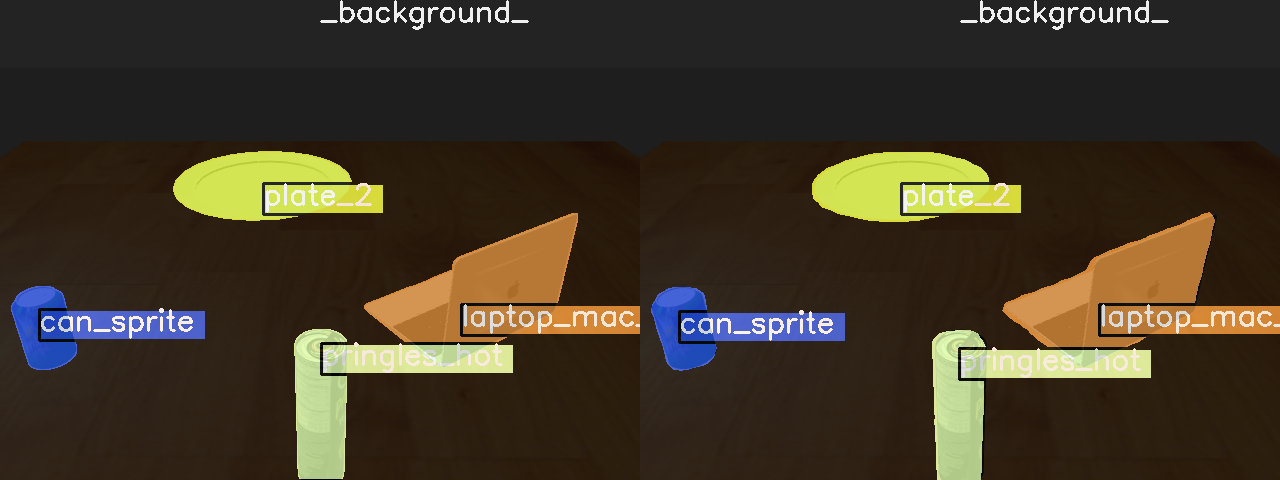 _background_
_background_
plate_2
plate_2
can_sprite
laptop_mac_
can_sprite
laptop_mac_
pringles_hot
pringles_hot